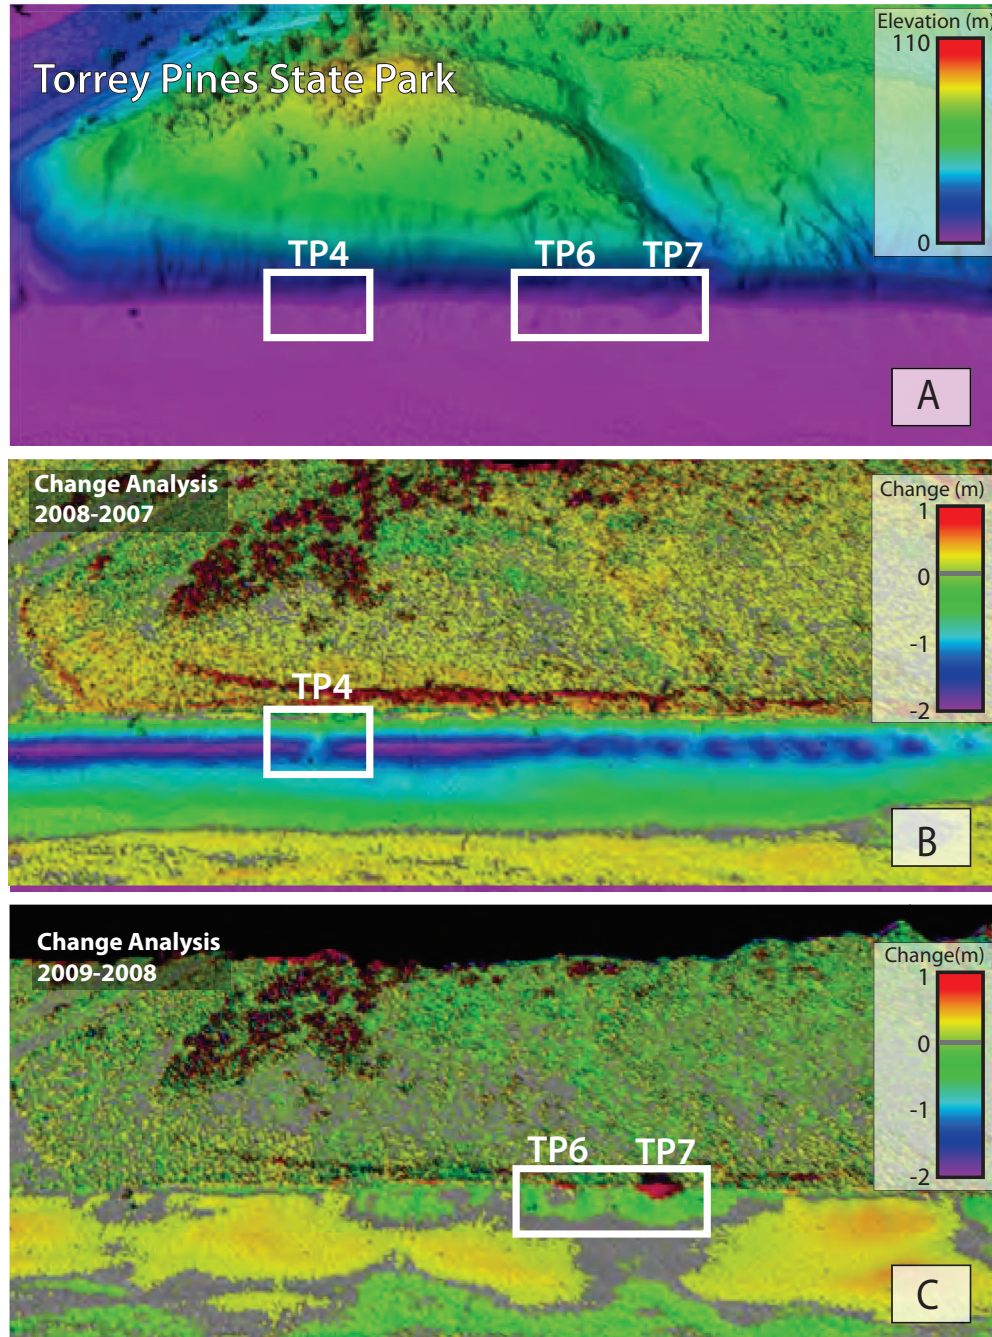 Torrey Pines State Park
Elevation (m)
110
0
TP4
TP6
TP7
A
Change Analysis
2008-2007
Change (m)
1
0
-1
-2
TP4
B
Change Analysis
2009-2008
Change(m)
1
0
-1
-2
TP6
TP7
C